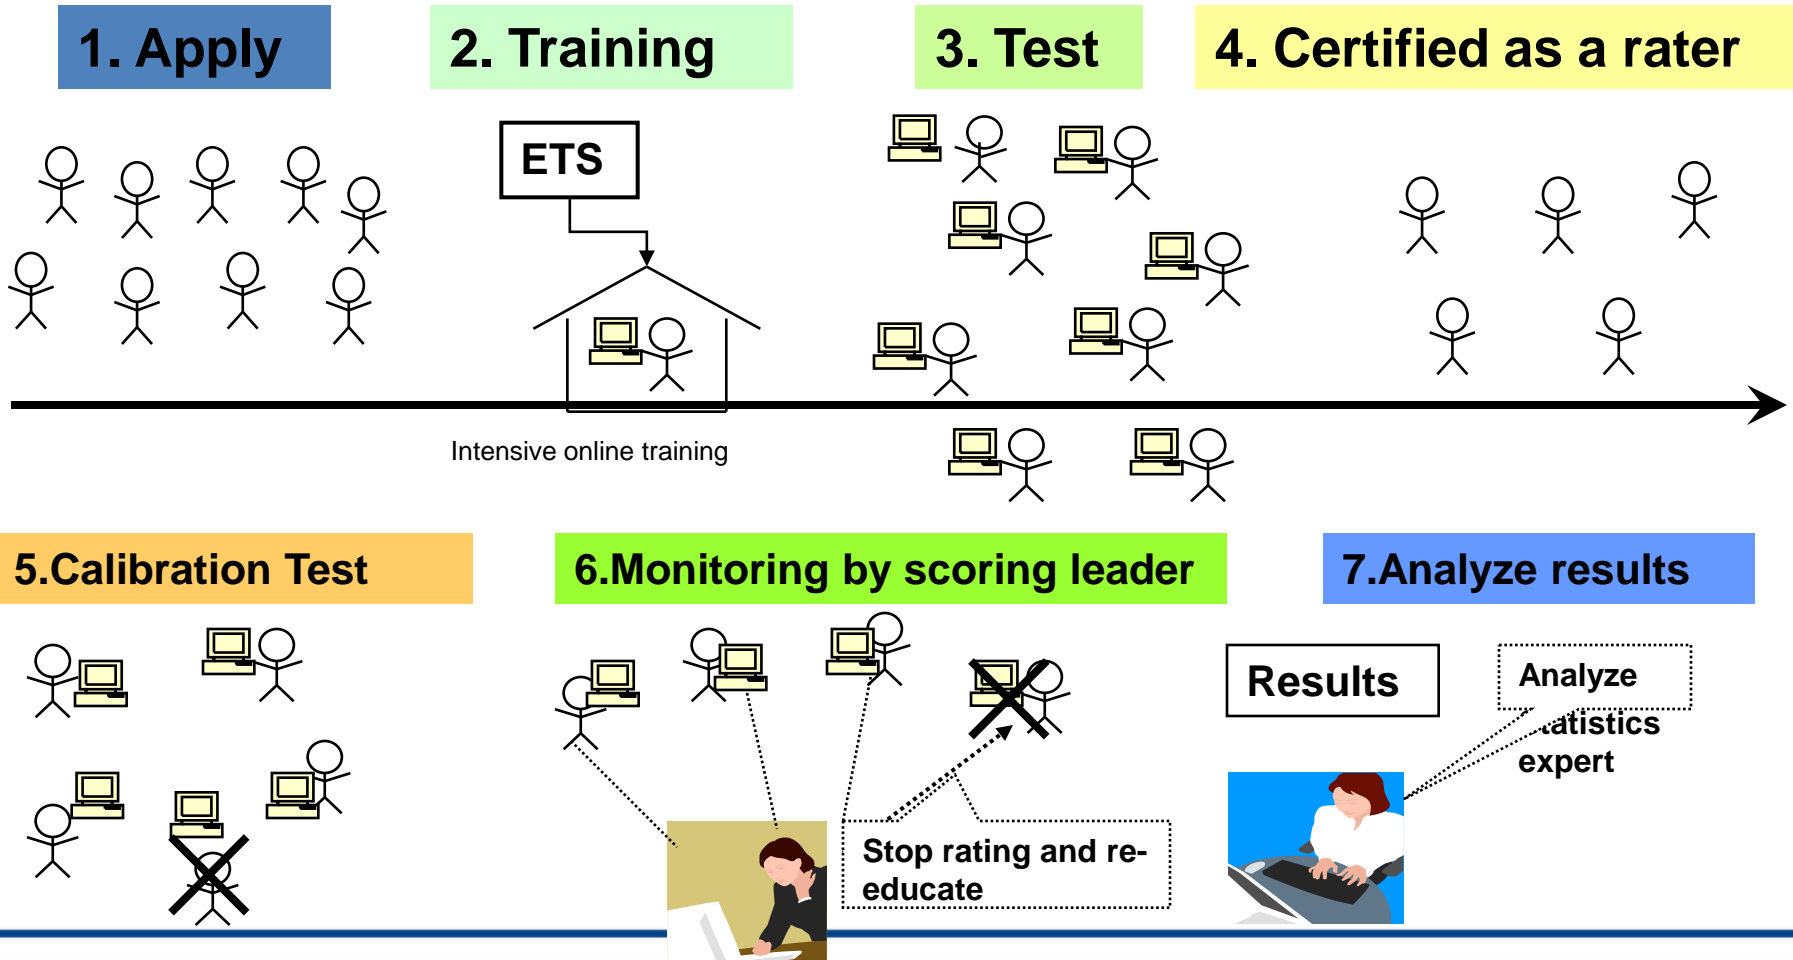 1. Apply
2. Training
3. Test
4. Certified as a rater
ETS
Intensive online training
5.Calibration Test
6.Monitoring by scoring leader
7.Analyze results
Stop rating and re-
educate
Results
Analyze
expert